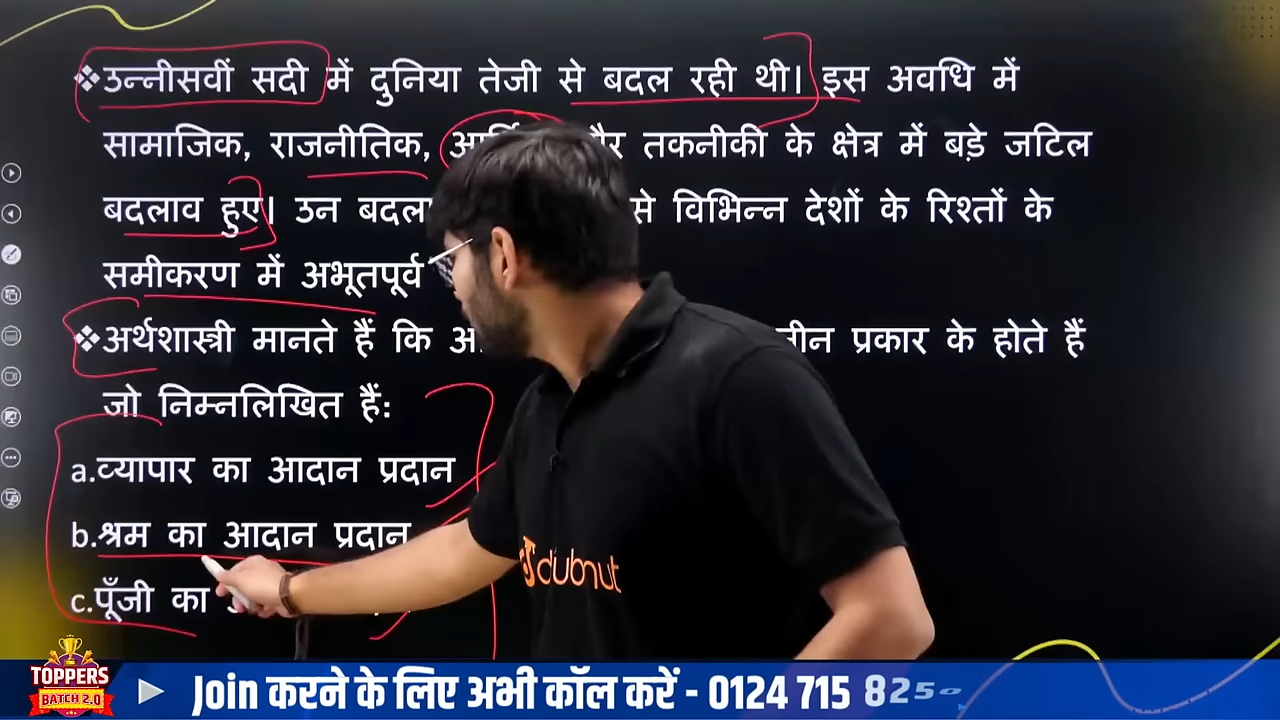 ❖उन्नीसवीं सदी में दुनिया तेजी से बदल रही थी। इस अवधि में
सामाजिक, राजनीतिक, और तकनीकी के क्षेत्र में बड़े जटिल
बदलाव हुए। उन से विभिन्न देशों के रिश्तों के
समीकरण में अभूतपूर्व
❖अर्थशास्त्री मानते हैं कि तीन प्रकार के होते हैं
जो निम्नलिखित हैं:
a.व्यापार का आदान प्रदान
b.श्रम का आदान प्रदान
c.पूँजी का
doubnut
TOPPERS
BATCH 2.0
Join करने के लिए अभी कॉल करें - 0124 715 825